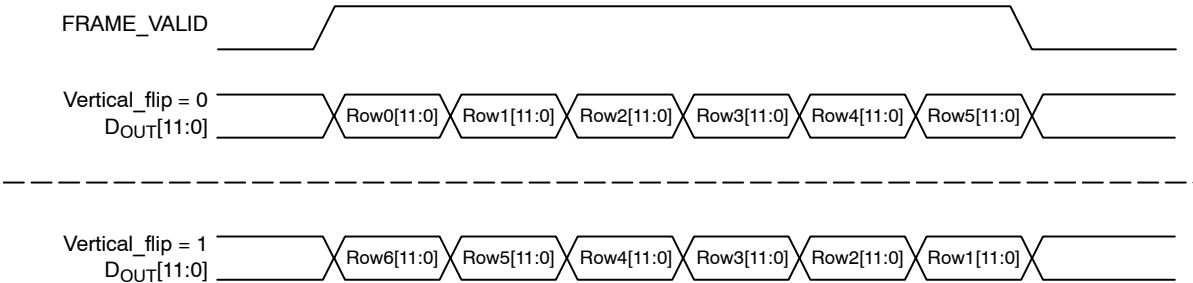 FRAME_VALID
Vertical_flip = 0
DOUT[11:0]
Row0[11:0] Row1[11:0] Row2[11:0] Row3[11:0] Row4[11:0] Row5[11:0]
Vertical_flip = 1
DOUT[11:0]
Row6[11:0] Row5[11:0] Row4[11:0] Row3[11:0] Row2[11:0] Row1[11:0]